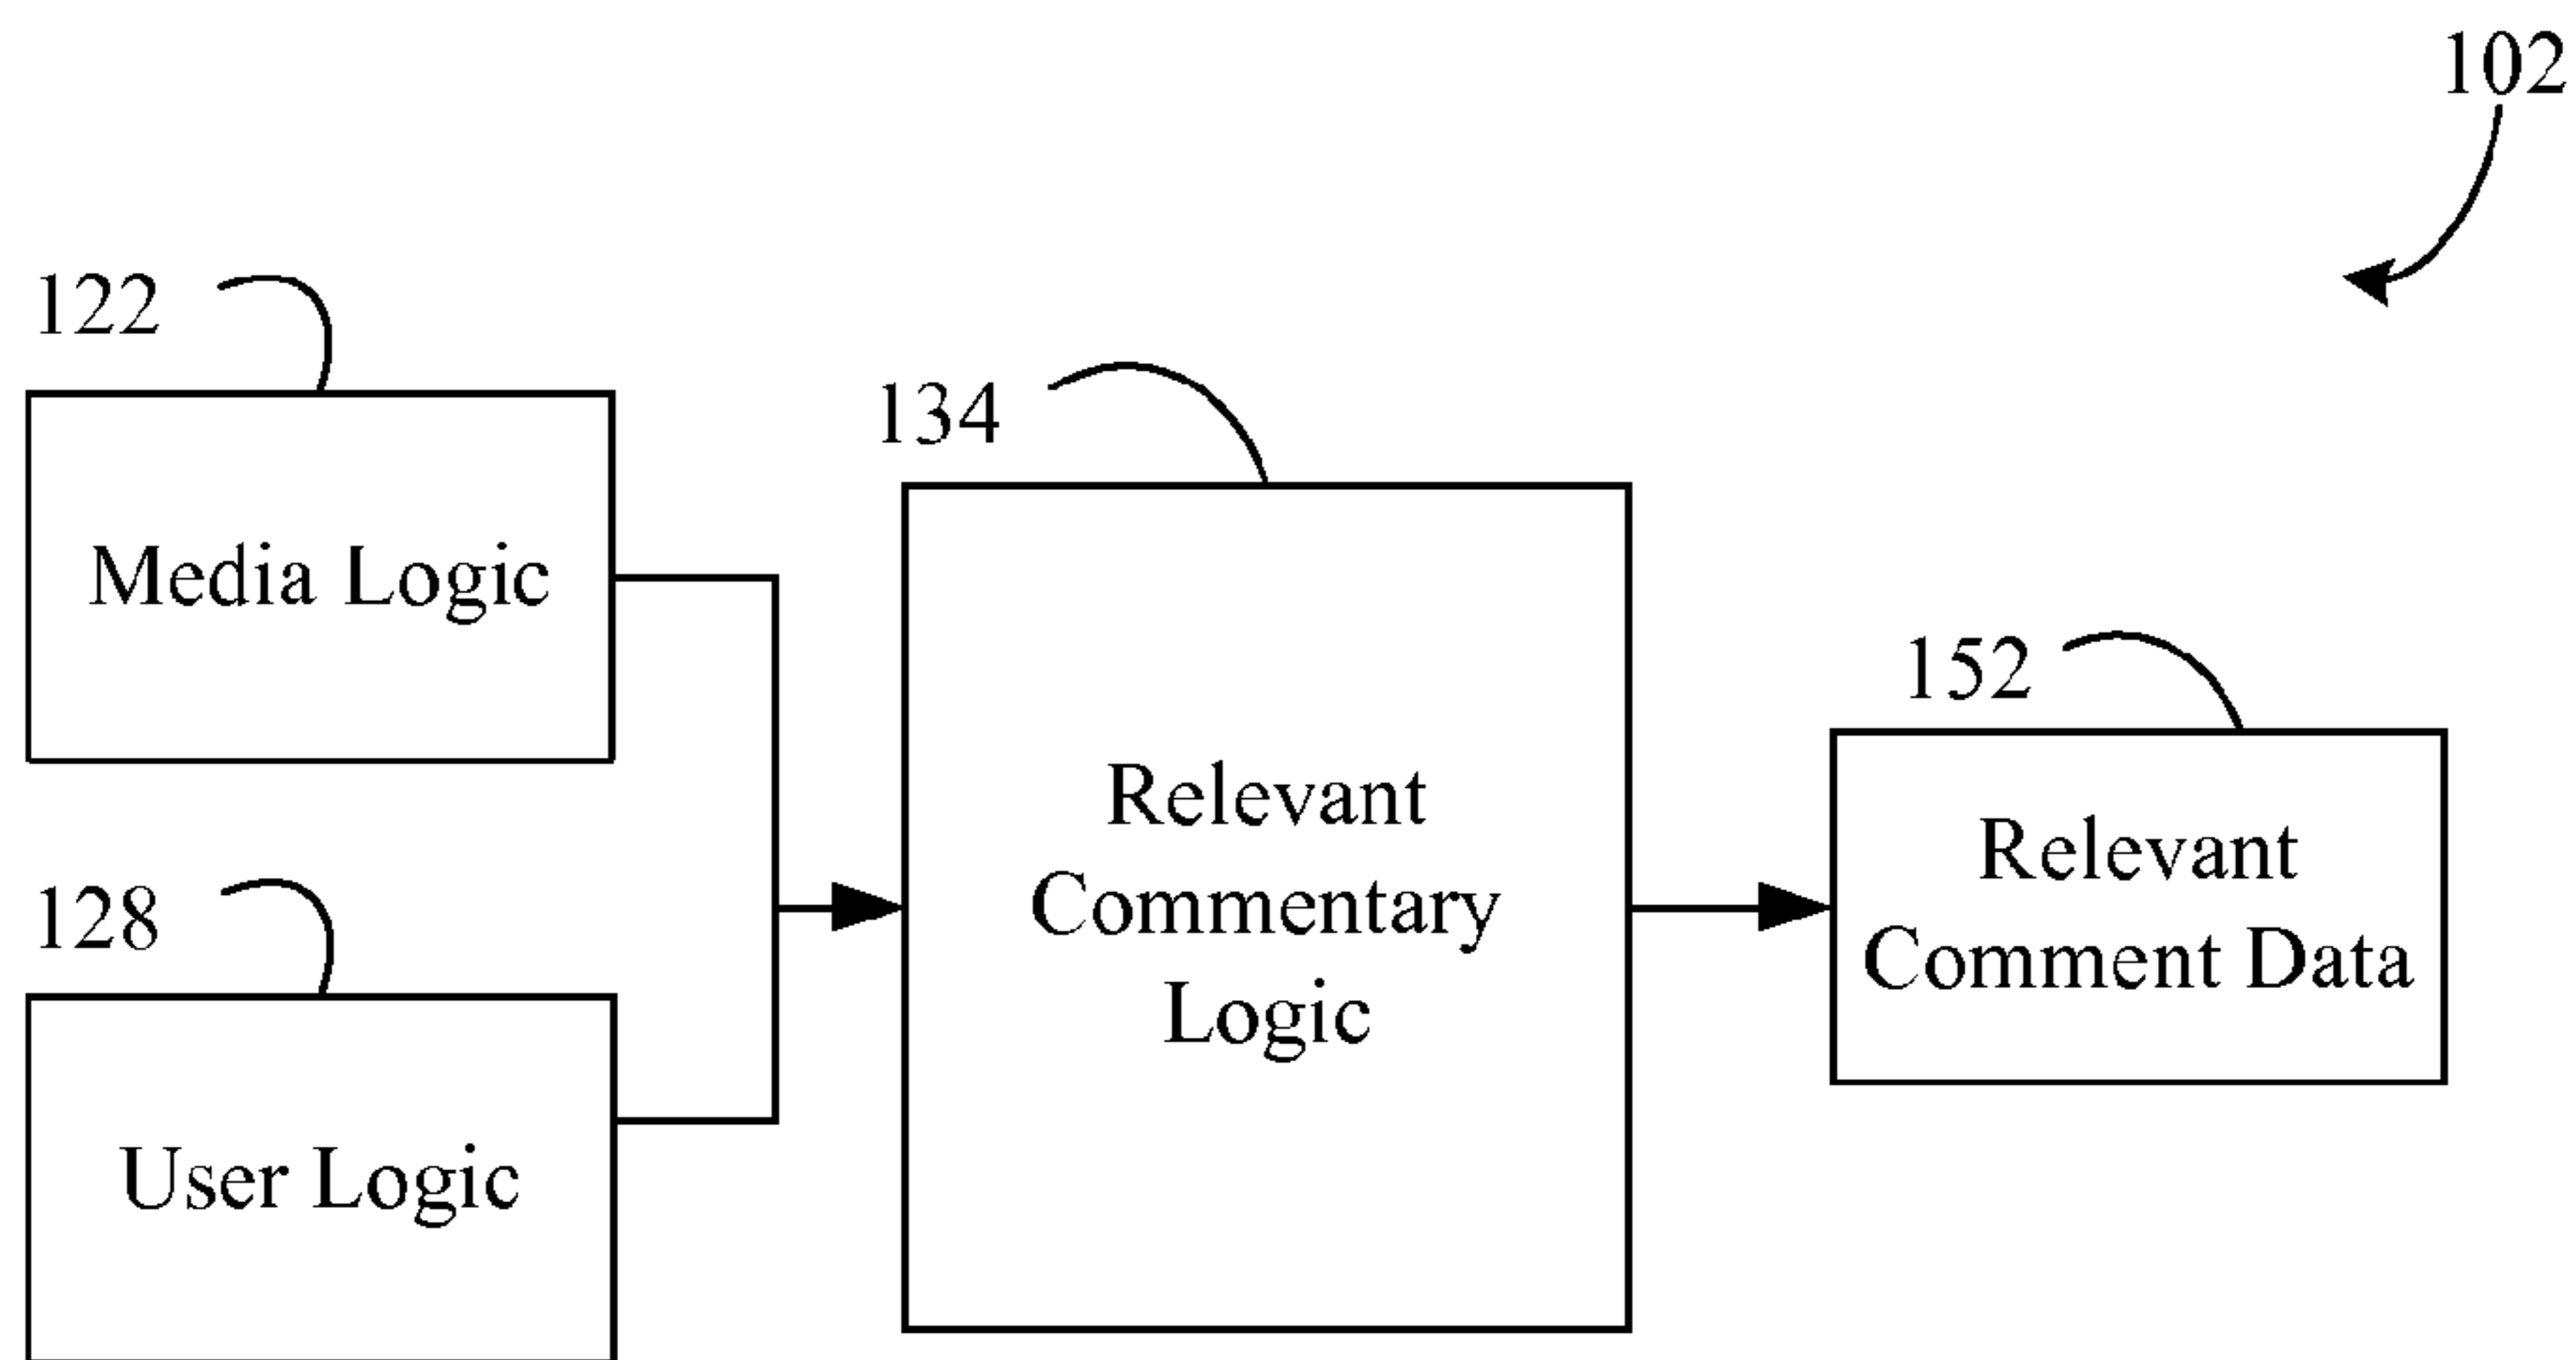 102
122
Media Logic
134
Relevant
Commentary
Logic
152
Relevant
Comment Data
128
User Logic